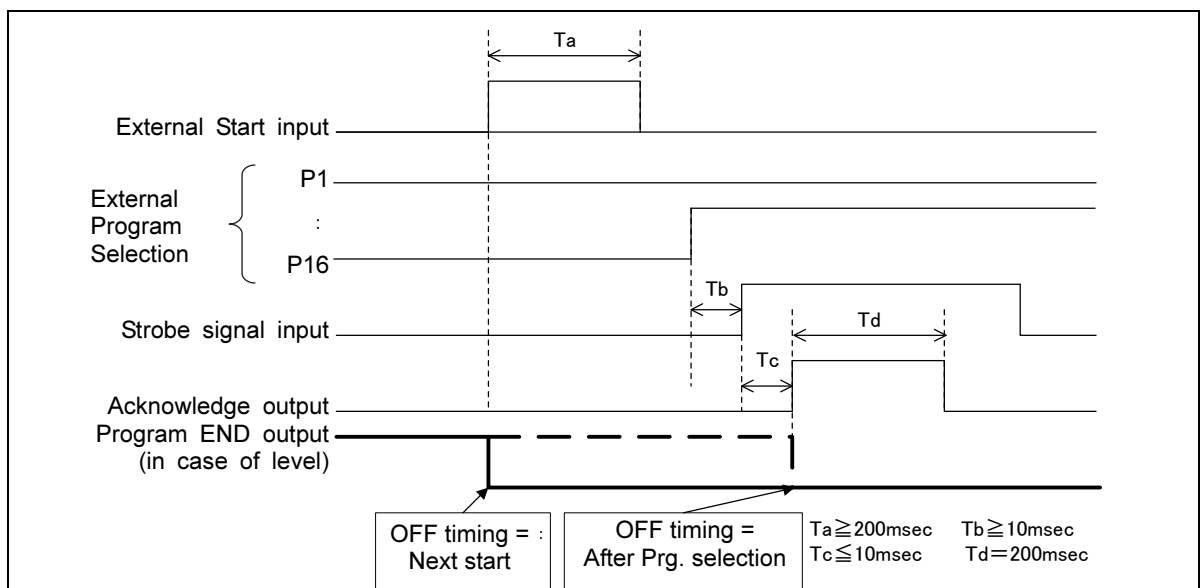 Ta
External Start input
P1
External
Program
:
Selection
P16
Tb
Strobe signal input
Td
Tc
Acknowledge output
Program END output
(in case of level)
OFF timing = :
Next start
OFF timing =
After Prg. selection
Ta≧200msec Tb≧10msec
Tc≦10msec Td=200msec